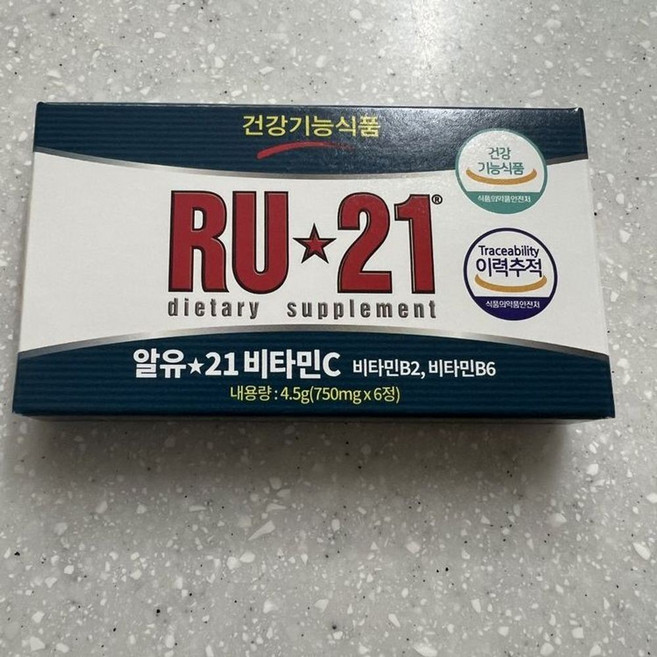 건강기능식품
건강
기능식품
식품의약품안전처
RU★21®
dietary supplement
Traceability
이력추적
식품의약품안전처
알유★21 비타민C 비타민B2, 비타민B6
내용량 : 4.5g(750mg x 6정)